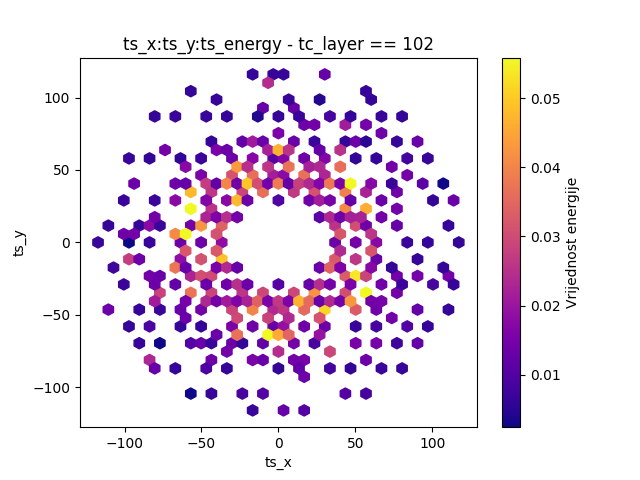 ts_x:ts_y:ts_energy - tc_layer == 102
100
50
0
−50
−100
ts_y
−100 −50 0 50 100
ts_x
0.05
0.04
0.03
0.02
0.01
Vrijednost energije